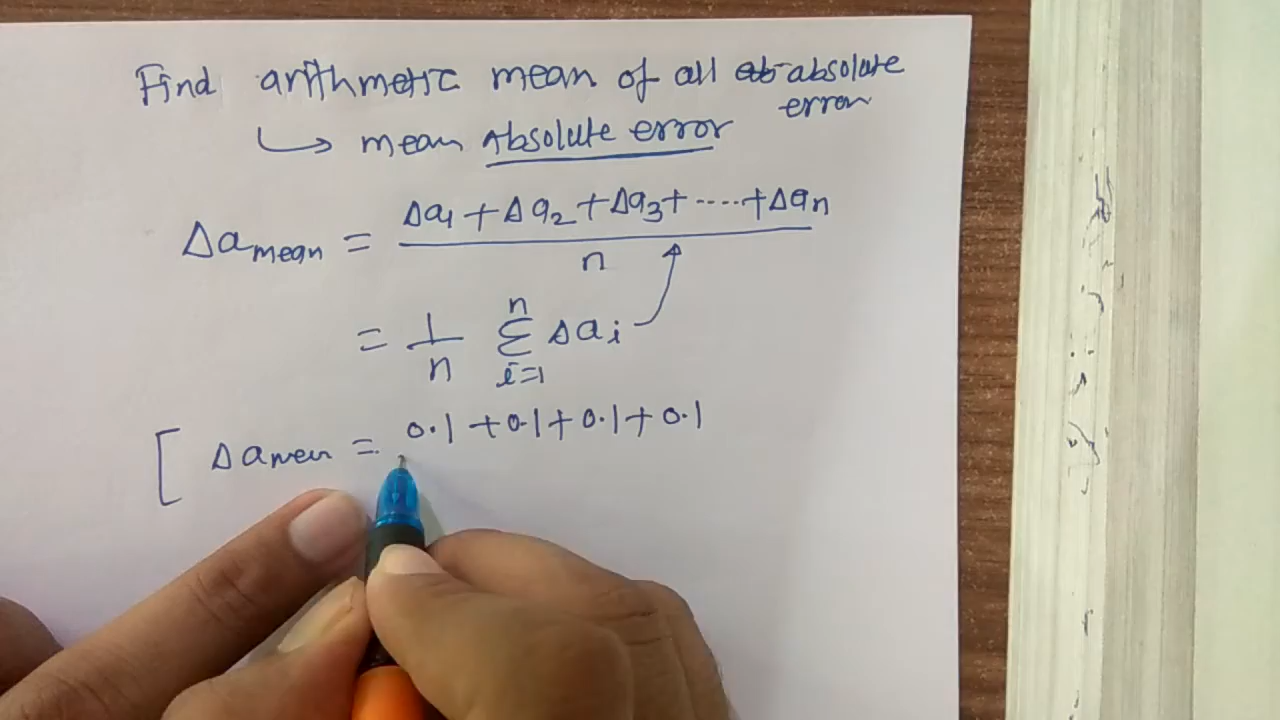 Find arithmetic mean of all ab absolute
error
↳ mean Absolute error
Δa_mean = (Δa₁ + Δa₂ + Δa₃ + ---- + Δaₙ) / n
= 1/n Σ_{i=1}^{n} Δaᵢ
[ Δa_mean = 0.1 + 0.1 + 0.1 + 0.1